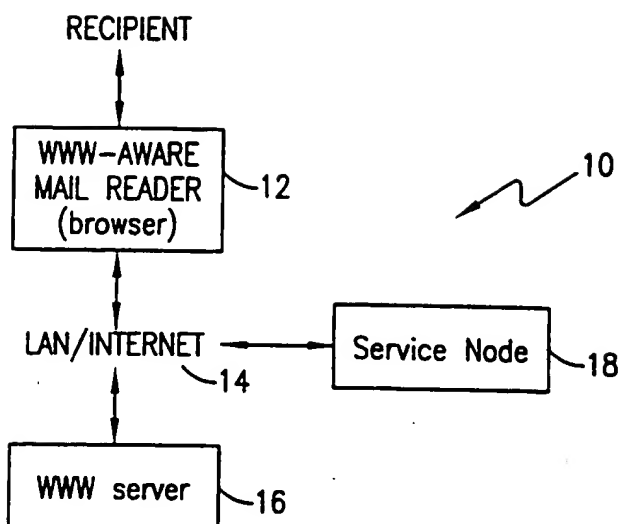 RECIPIENT
WWW-AWARE
MAIL READER
(browser)
12
10
LAN/INTERNET
14
Service Node
18
WWW server
16